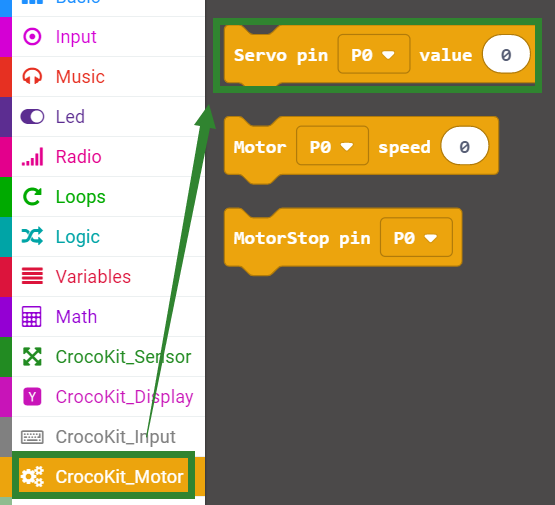 Basic
Input
Music
Led
Radio
Loops
Logic
Variables
Math
CrocoKit_Sensor
CrocoKit_Display
CrocoKit_Input
CrocoKit_Motor
Servo pin P0 value 0
Motor P0 speed 0
MotorStop pin P0